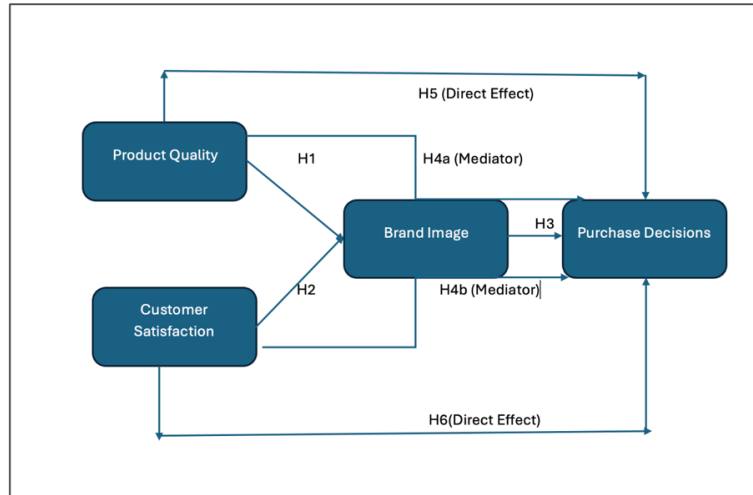 H5 (Direct Effect)
Product Quality
H1
H4a (Mediator)
Brand Image
H3
Purchase Decisions
H2
H4b (Mediator)
Customer
Satisfaction
H6(Direct Effect)